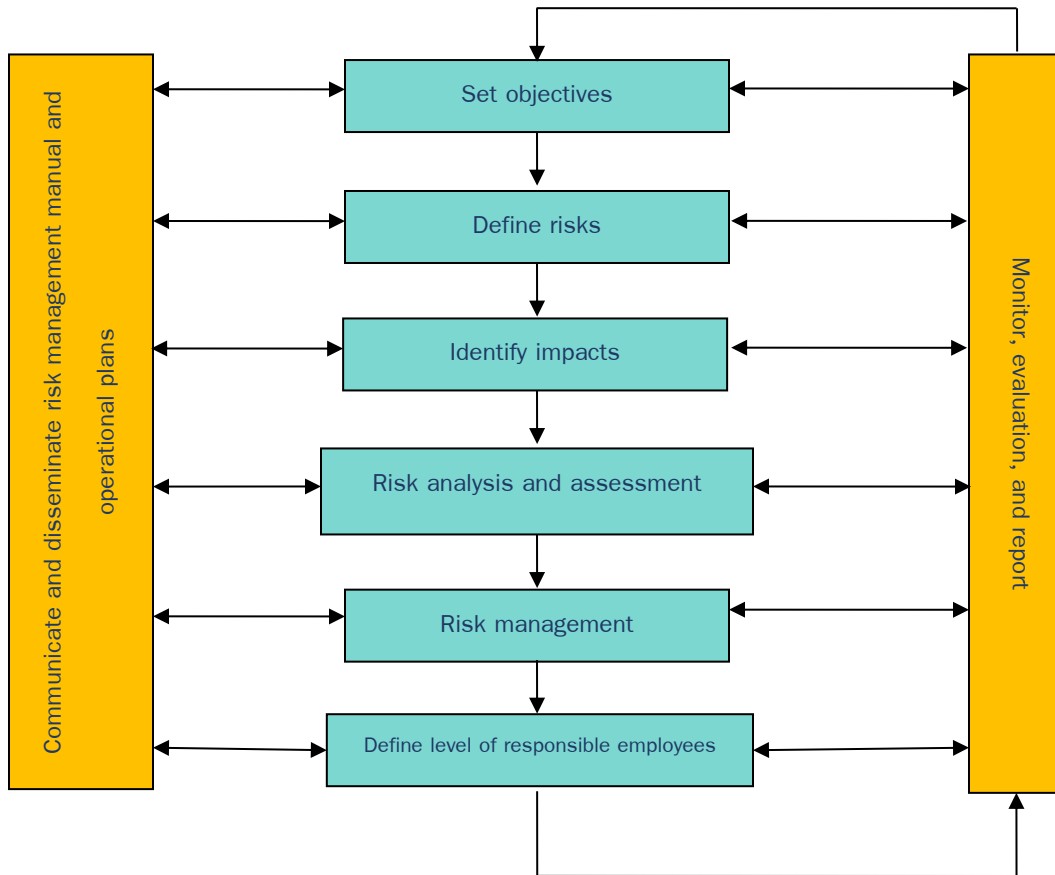 Communicate and disseminate risk management manual and
operational plans
Set objectives
Define risks
Identify impacts
Risk analysis and assessment
Risk management
Define level of responsible employees
Monitor, evaluation, and report